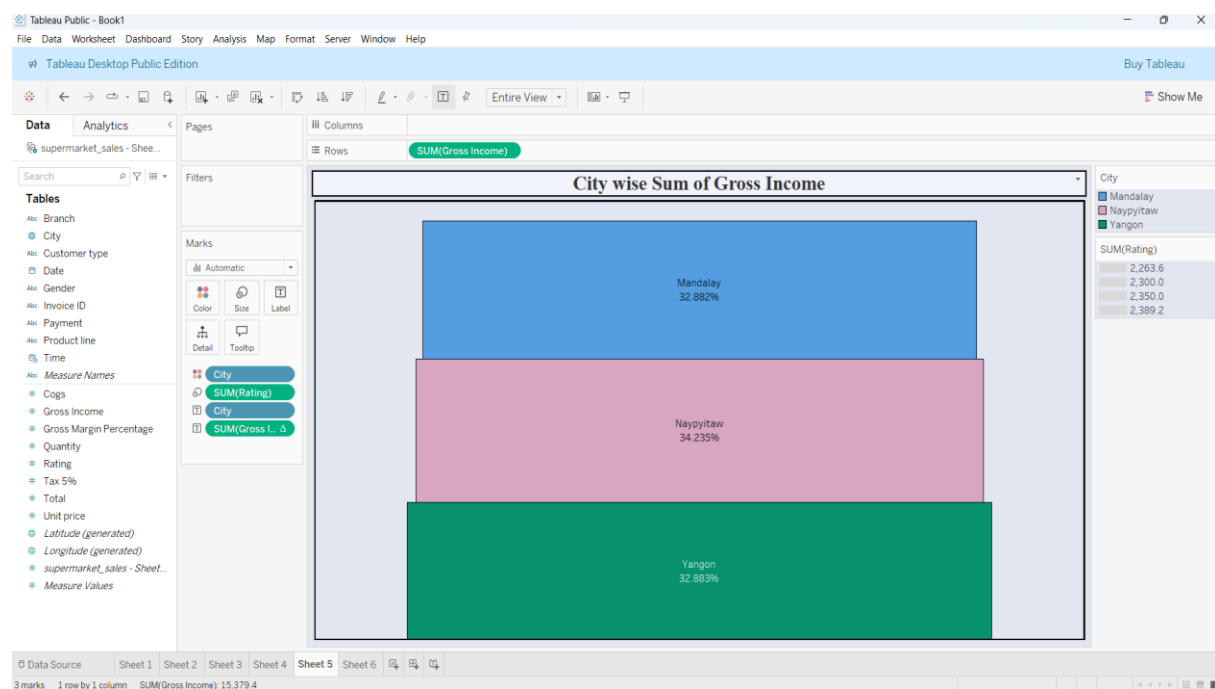 Tableau Public - Book1
File Data Worksheet Dashboard Story Analysis Map Format Server Window Help
Tableau Desktop Public Edition
Buy Tableau
Entire View
Show Me
Data Analytics
supermarket_sales - Shee...
Search
Tables
Abc Branch
City
Abc Customer type
Date
Abc Gender
Abc Invoice ID
Abc Payment
Abc Product line
Time
Abc Measure Names
# Cogs
# Gross Income
# Gross Margin Percentage
# Quantity
# Rating
# Tax 5%
# Total
# Unit price
Latitude (generated)
Longitude (generated)
# supermarket_sales - Sheet...
# Measure Values
Pages
Filters
Marks
Automatic
Color Size Label
Detail Tooltip
City
SUM(Rating)
City
SUM(Gross I.. Δ
Columns
Rows
SUM(Gross Income)
City wise Sum of Gross Income
Mandalay
32.882%
Naypyitaw
34.235%
Yangon
32.883%
City
Mandalay
Naypyitaw
Yangon
SUM(Rating)
2,263.6
2,300.0
2,350.0
2,389.2
Data Source Sheet 1 Sheet 2 Sheet 3 Sheet 4 Sheet 5 Sheet 6
3 marks 1 row by 1 column SUM(Gross Income): 15,379.4